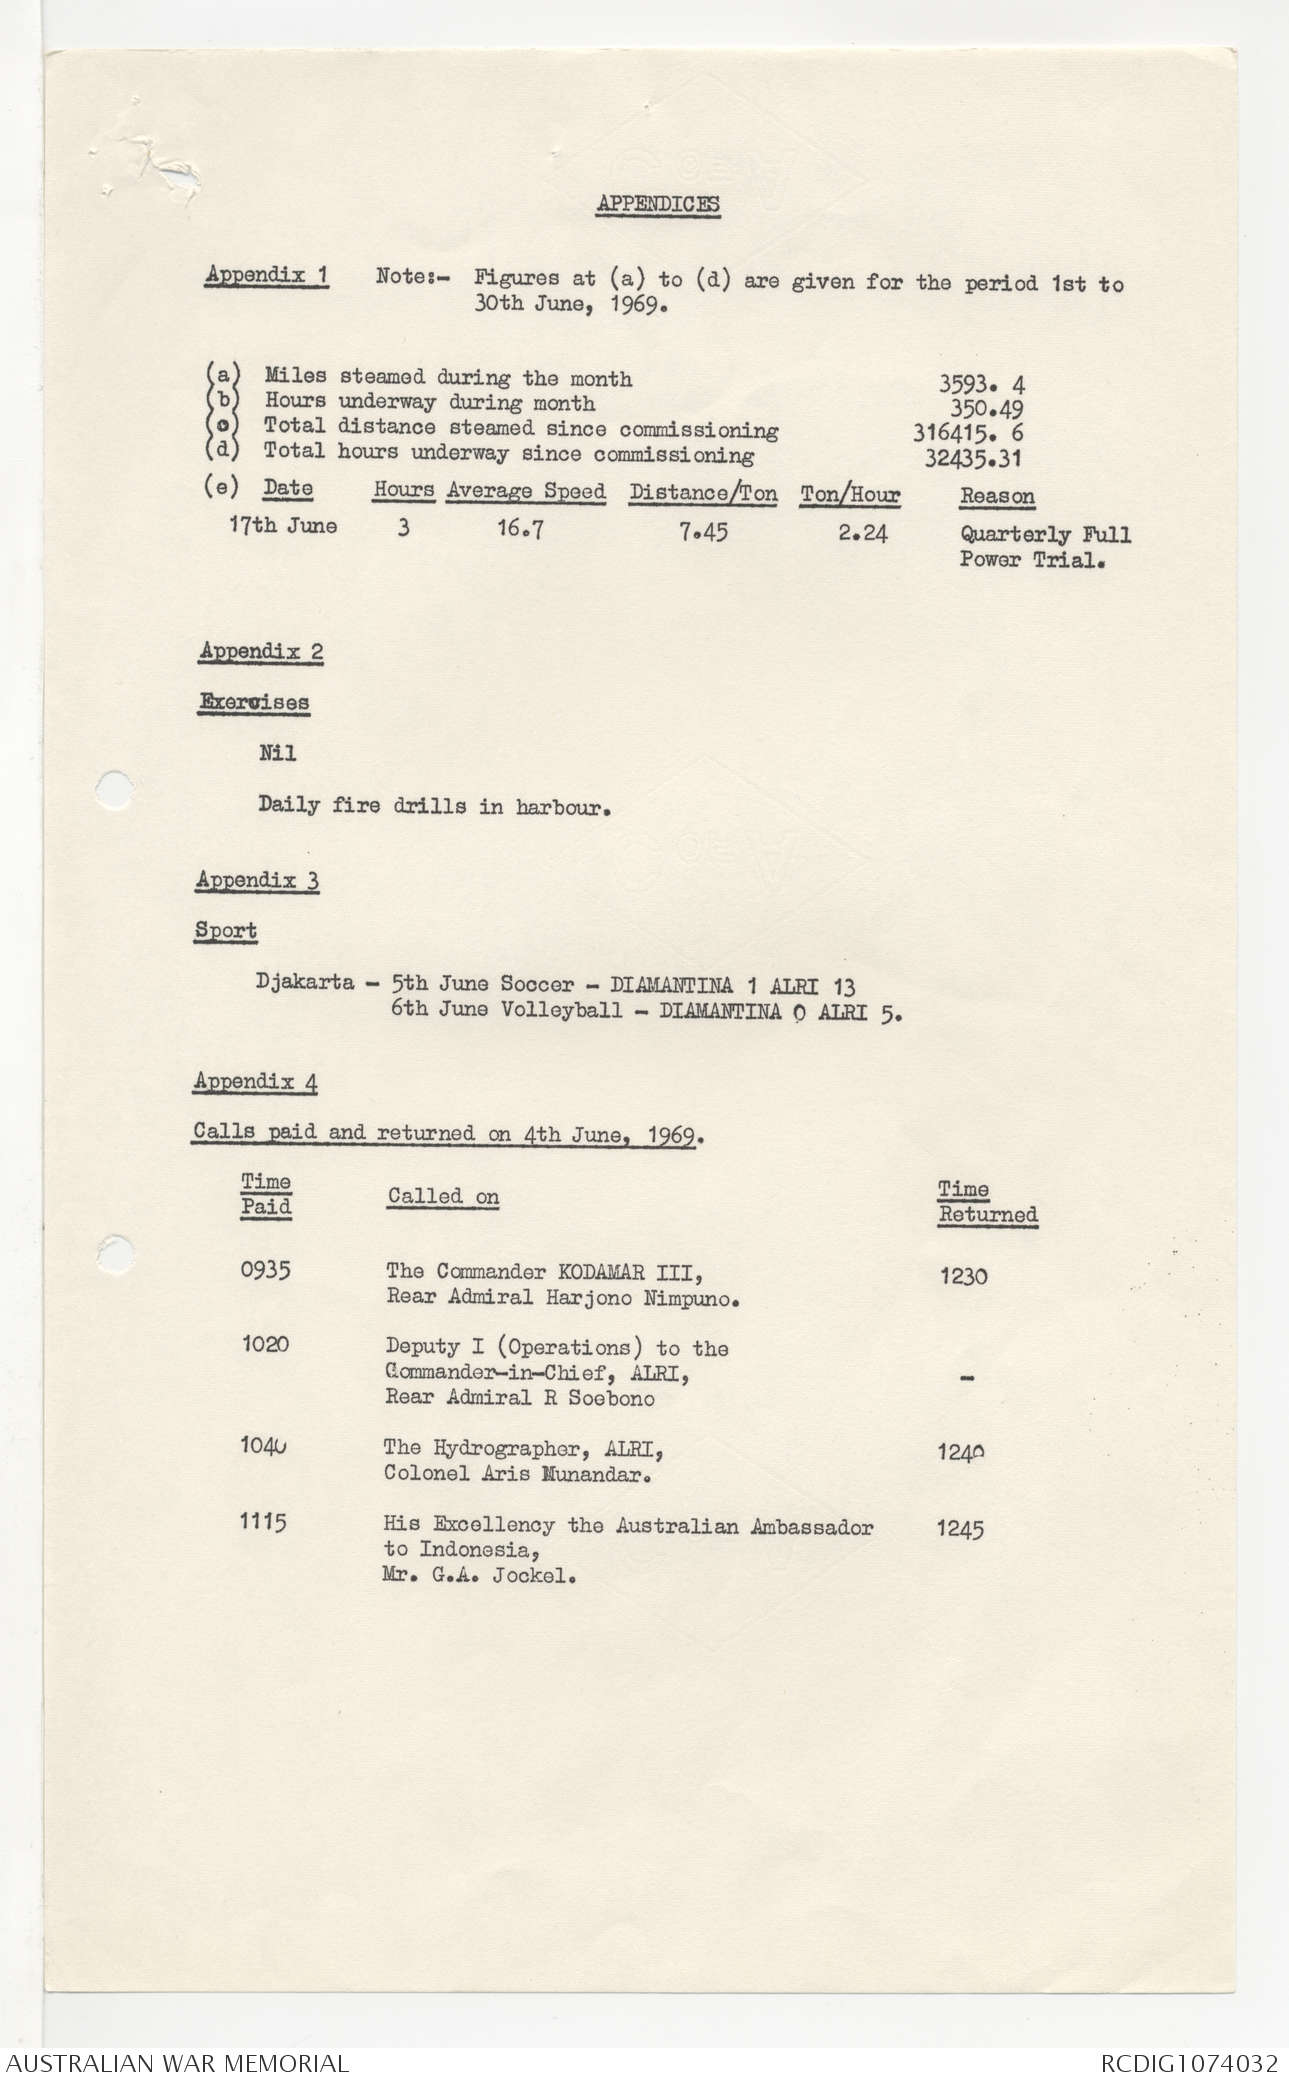 APPENDICES
Appendix 1 Note:- Figures at (a) to (d) are given for the period 1st to
30th June, 1969.
(a) Miles steamed during the month 3593. 4
(b) Hours underway during month 350.49
(c) Total distance steamed since commissioning 316415. 6
(d) Total hours underway since commissioning 32435.31
(e) Date Hours Average Speed Distance/Ton Ton/Hour Reason
17th June 3 16.7 7.45 2.24 Quarterly Full
Power Trial.
Appendix 2
Exercises
Nil
Daily fire drills in harbour.
Appendix 3
Sport
Djakarta - 5th June Soccer - DIAMANTINA 1 ALRI 13
6th June Volleyball - DIAMANTINA 0 ALRI 5.
Appendix 4
Calls paid and returned on 4th June, 1969.
Time
Paid
Called on
Time
Returned
0935 The Commander KODAMAR III, 1230
Rear Admiral Harjono Nimpuno.
1020 Deputy I (Operations) to the
Commander-in-Chief, ALRI, -
Rear Admiral R Soebono
1040 The Hydrographer, ALRI, 1240
Colonel Aris Munandar.
1115 His Excellency the Australian Ambassador 1245
to Indonesia,
Mr. G.A. Jockel.
AUSTRALIAN WAR MEMORIAL RCDIG1074032